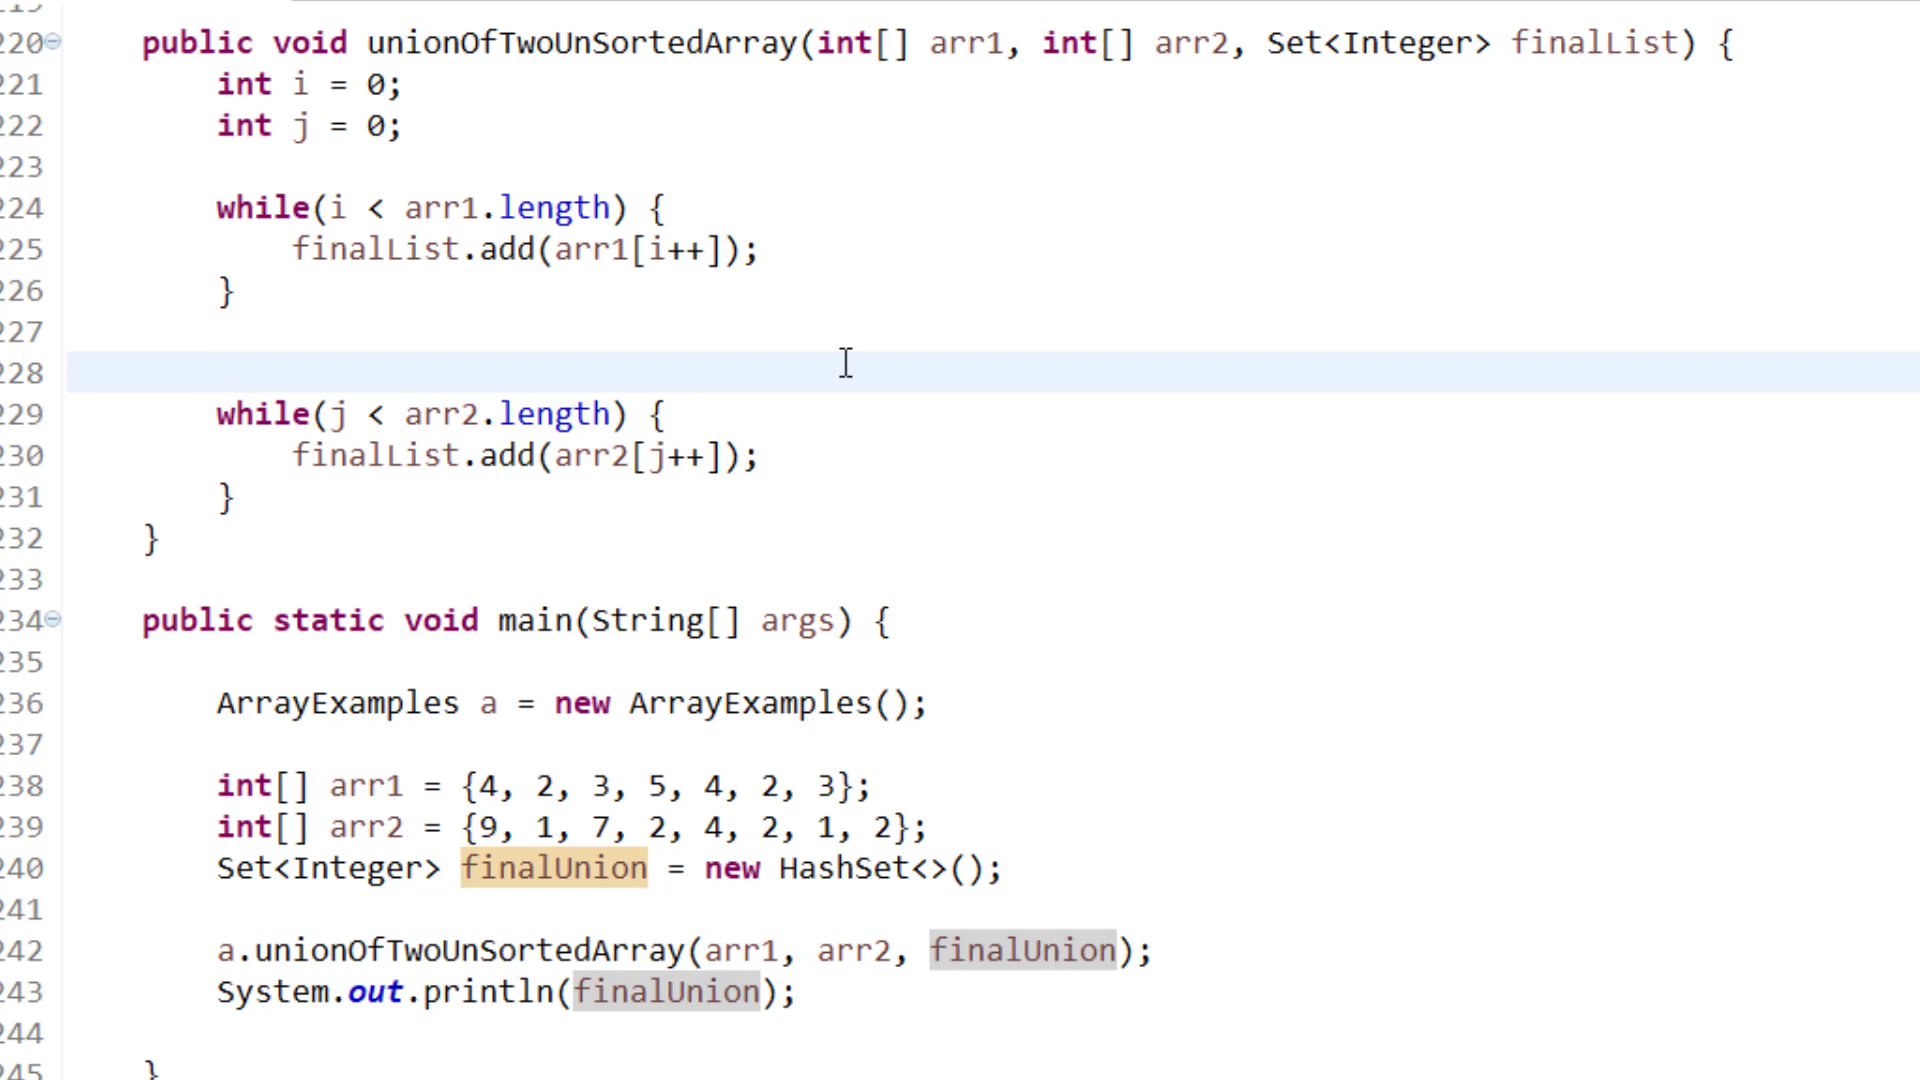 219
220 public void unionOfTwoUnSortedArray(int[] arr1, int[] arr2, Set<Integer> finalList) {
221 int i = 0;
222 int j = 0;
223
224 while(i < arr1.length) {
225 finalList.add(arr1[i++]);
226 }
227
228
229 while(j < arr2.length) {
230 finalList.add(arr2[j++]);
231 }
232 }
233
234 public static void main(String[] args) {
235
236 ArrayExamples a = new ArrayExamples();
237
238 int[] arr1 = {4, 2, 3, 5, 4, 2, 3};
239 int[] arr2 = {9, 1, 7, 2, 4, 2, 1, 2};
240 Set<Integer> finalUnion = new HashSet<>();
241
242 a.unionOfTwoUnSortedArray(arr1, arr2, finalUnion);
243 System.out.println(finalUnion);
244
245 }